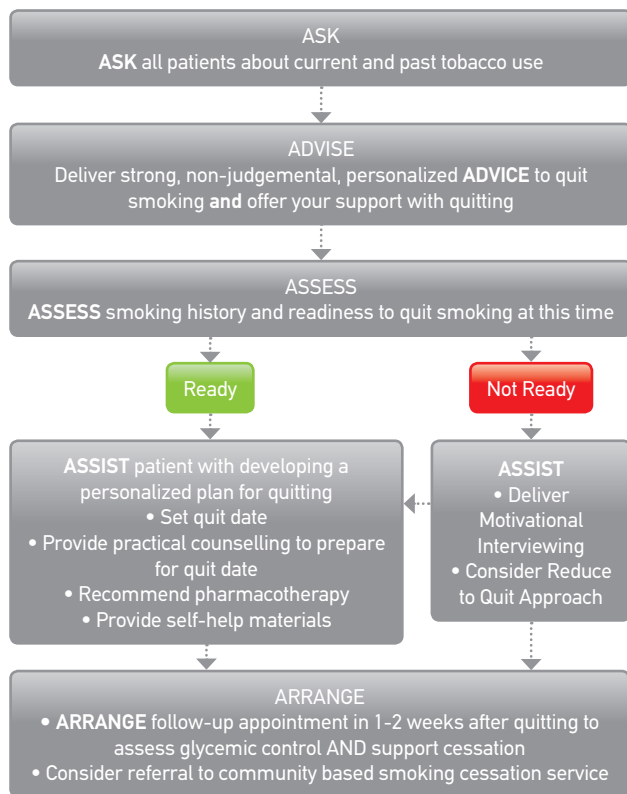 ASK
ASK all patients about current and past tobacco use
ADVISE
Deliver strong, non-judgemental, personalized ADVICE to quit
smoking and offer your support with quitting
ASSESS
ASSESS smoking history and readiness to quit smoking at this time
Ready
Not Ready
ASSIST patient with developing a
personalized plan for quitting
• Set quit date
• Provide practical counselling to prepare
for quit date
• Recommend pharmacotherapy
• Provide self-help materials
ASSIST
• Deliver
Motivational
Interviewing
• Consider Reduce
to Quit Approach
ARRANGE
• ARRANGE follow-up appointment in 1-2 weeks after quitting to
assess glycemic control AND support cessation
• Consider referral to community based smoking cessation service